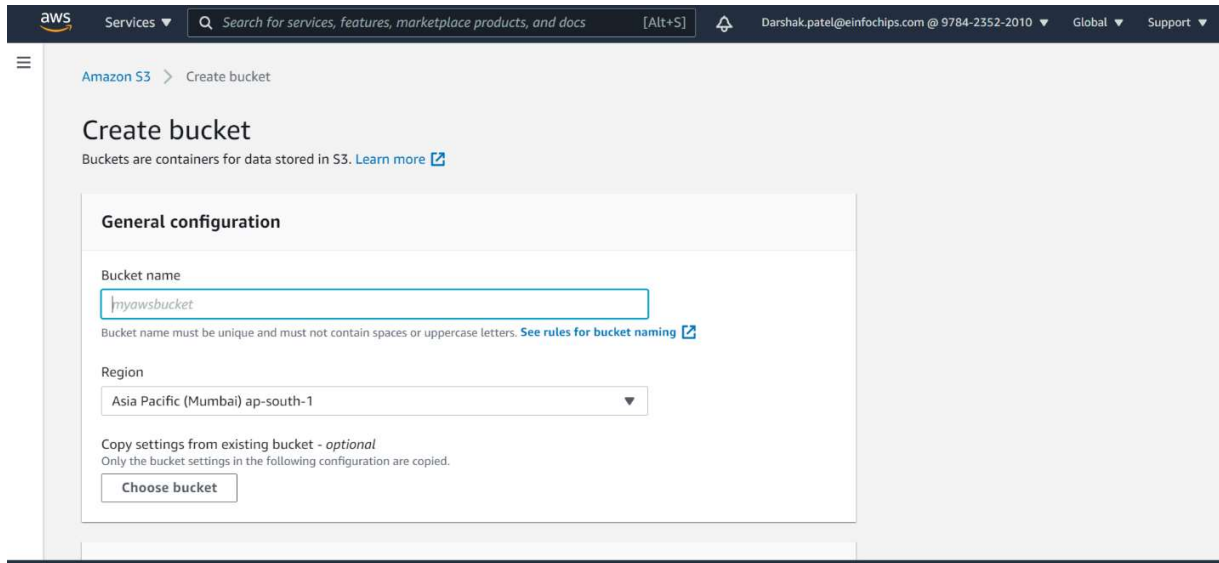 aws Services ▼ Search for services, features, marketplace products, and docs [Alt+S] Darshak.patel@einfochips.com @ 9784-2352-2010 ▼ Global ▼ Support ▼
Amazon S3 > Create bucket
Create bucket
Buckets are containers for data stored in S3. Learn more
General configuration
Bucket name
myawsbucket
Bucket name must be unique and must not contain spaces or uppercase letters. See rules for bucket naming
Region
Asia Pacific (Mumbai) ap-south-1
Copy settings from existing bucket - optional
Only the bucket settings in the following configuration are copied.
Choose bucket